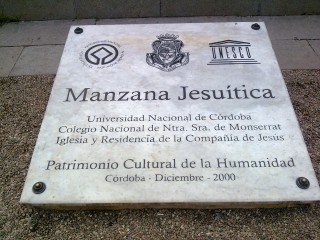 UNESCO
Manzana Jesuítica
Universidad Nacional de Córdoba
Colegio Nacional de Ntra. Sra. de Monserrat
Iglesia y Residencia de la Compañia de Jesús
Patrimonio Cultural de la Humanidad
Córdoba - Diciembre - 2000